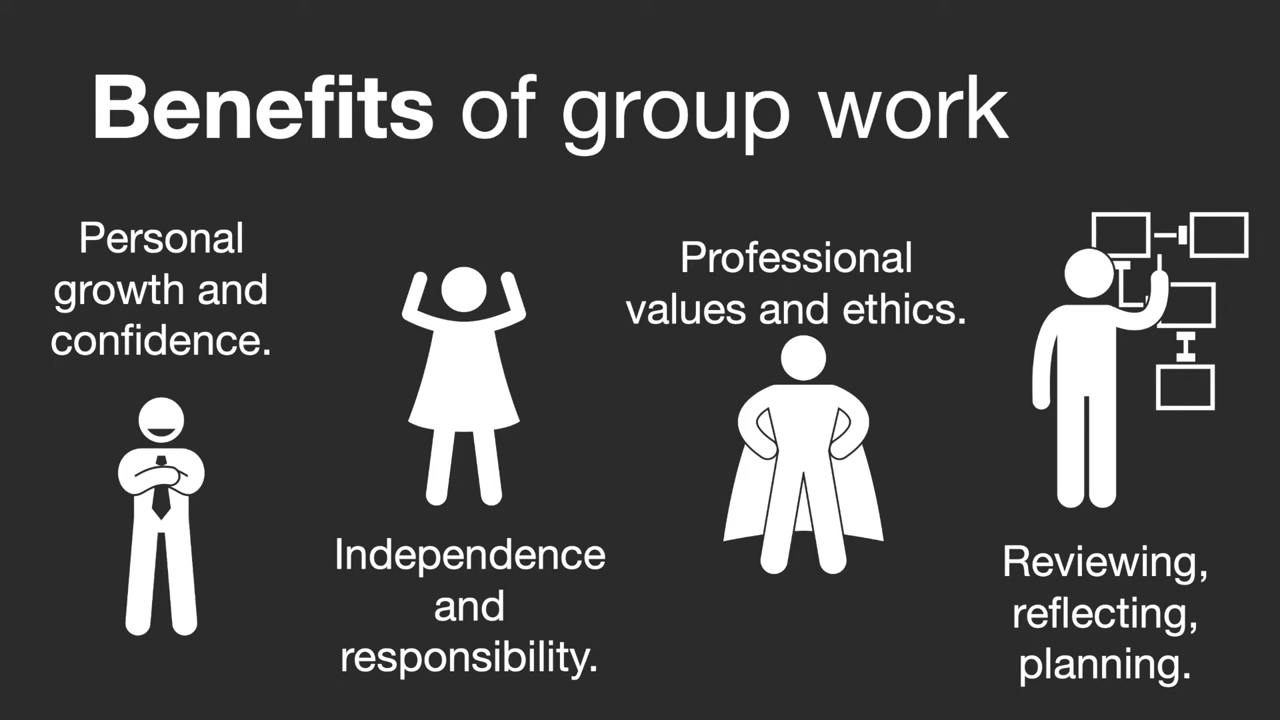 Benefits of group work
Personal
growth and
confidence.
Independence
and
responsibility.
Professional
values and ethics.
Reviewing,
reflecting,
planning.